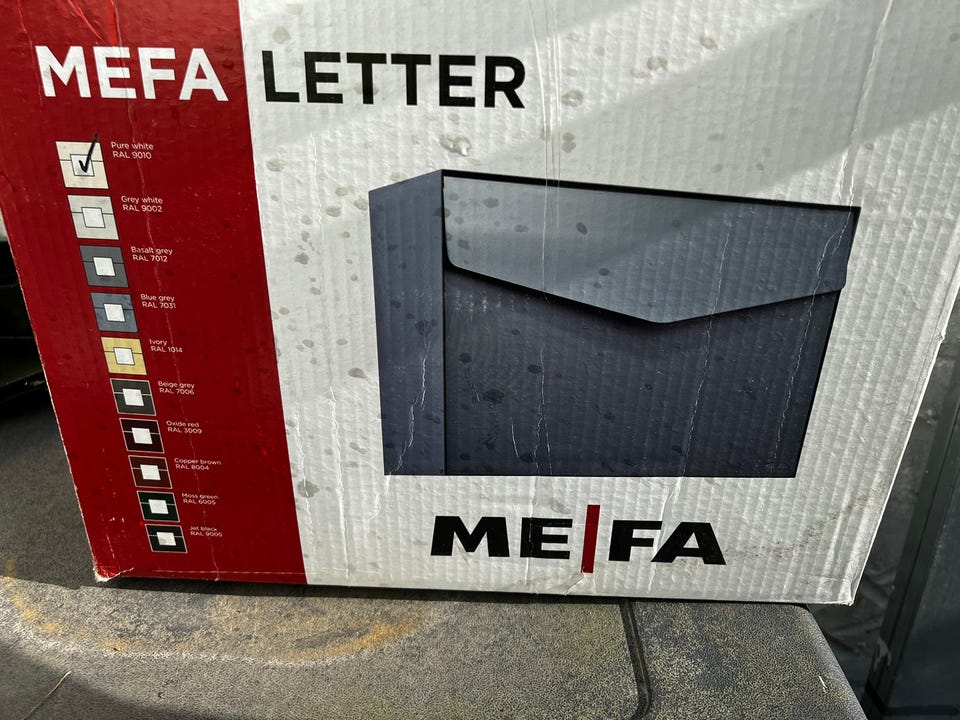 MEFA LETTER
Pure white
RAL 9010
Grey white
RAL 9002
Basalt grey
RAL 7012
Blue grey
RAL 7031
Ivory
RAL 1014
Beige grey
RAL 7006
Oxide red
RAL 3009
Copper brown
RAL 8004
Moss green
RAL 6005
Jet black
RAL 9005
ME|FA